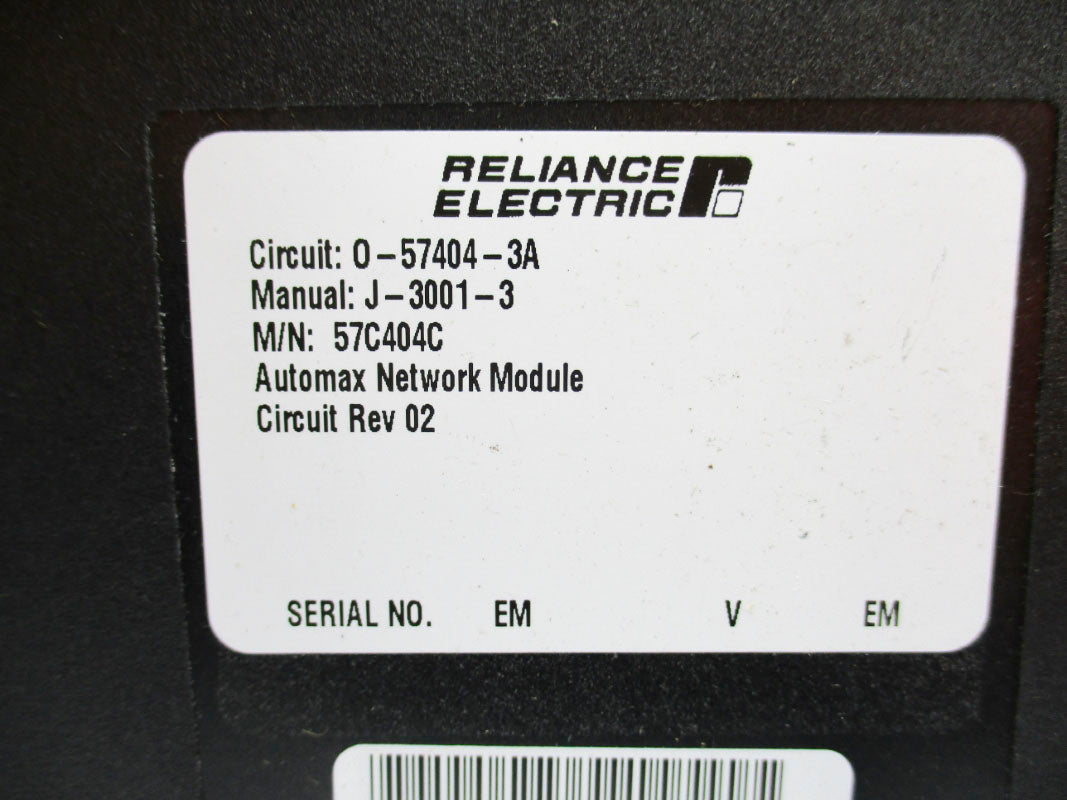 RELIANCE
ELECTRIC
Circuit: 0-57404-3A
Manual: J-3001-3
M/N: 57C404C
Automax Network Module
Circuit Rev 02
SERIAL NO. EM V EM